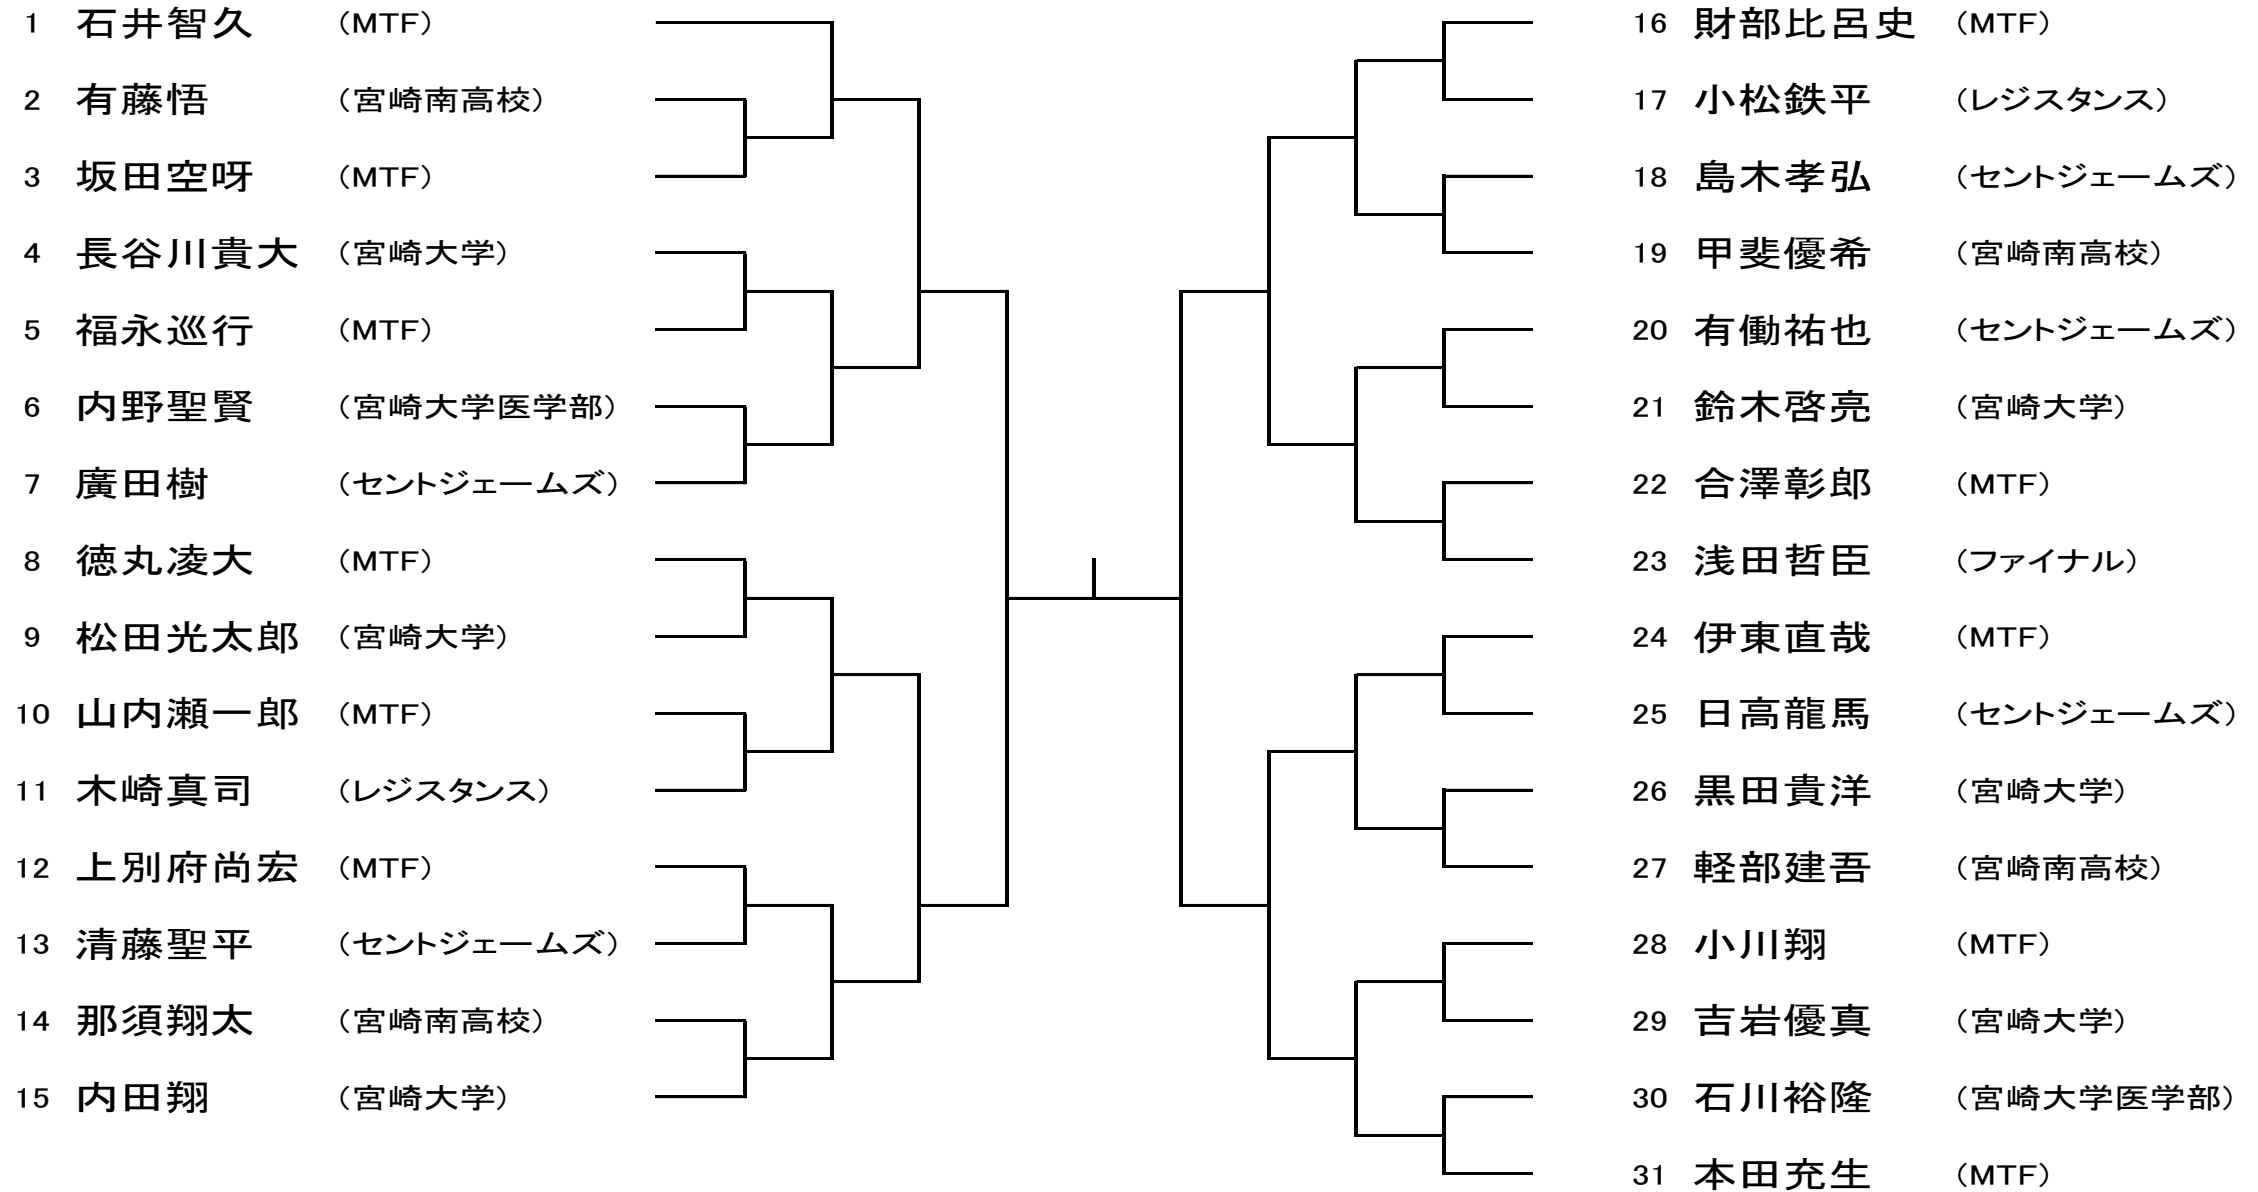 1 石井智久 （MTF）
2 有藤悟 （宮崎南高校）
3 坂田空呀 （MTF）
4 長谷川貴大 （宮崎大学）
5 福永巡行 （MTF）
6 内野聖賢 （宮崎大学医学部）
7 廣田樹 （セントジェームズ）
8 徳丸凌大 （MTF）
9 松田光太郎 （宮崎大学）
10 山内瀬一郎 （MTF）
11 木崎真司 （レジスタンス）
12 上別府尚宏 （MTF）
13 清藤聖平 （セントジェームズ）
14 那須翔太 （宮崎南高校）
15 内田翔 （宮崎大学）
16 財部比呂史 （MTF）
17 小松鉄平 （レジスタンス）
18 島木孝弘 （セントジェームズ）
19 甲斐優希 （宮崎南高校）
20 有働祐也 （セントジェームズ）
21 鈴木啓亮 （宮崎大学）
22 合澤彰郎 （MTF）
23 浅田哲臣 （ファイナル）
24 伊東直哉 （MTF）
25 日高龍馬 （セントジェームズ）
26 黒田貴洋 （宮崎大学）
27 軽部建吾 （宮崎南高校）
28 小川翔 （MTF）
29 吉岩優真 （宮崎大学）
30 石川裕隆 （宮崎大学医学部）
31 本田充生 （MTF）